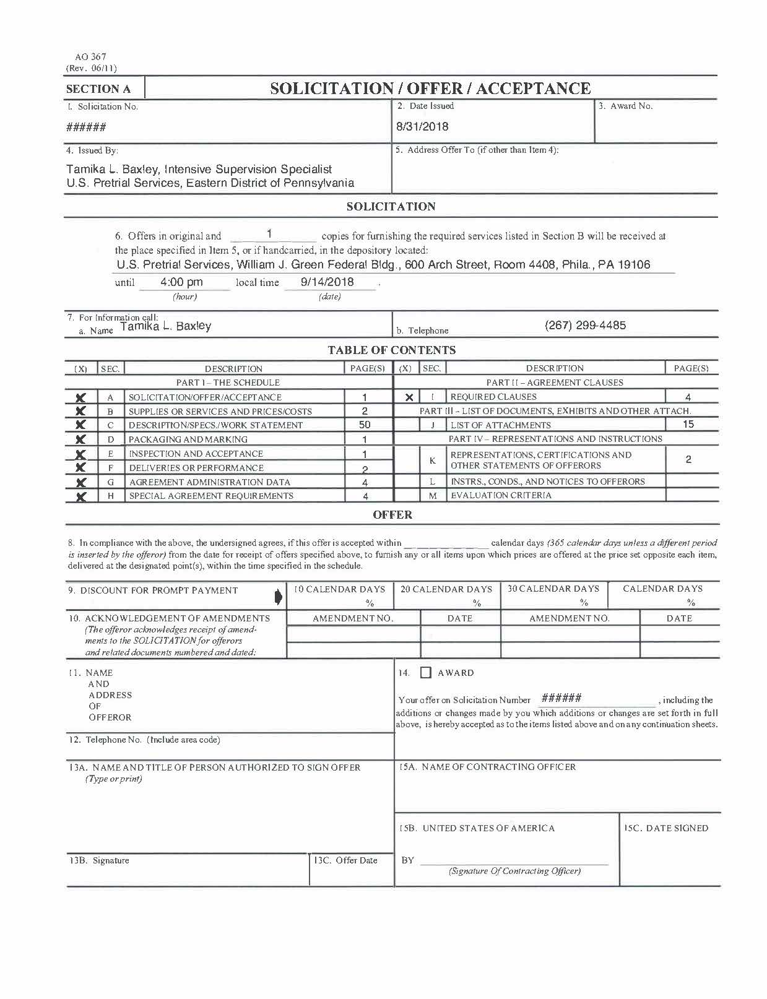 AO 367
(Rev. 06/11)
SECTION A
SOLICITATION / OFFER / ACCEPTANCE
1. Solicitation No.
######
2. Date Issued
8/31/2018
3. Award No.
4. Issued By:
Tamika L. Baxley, Intensive Supervision Specialist
U.S. Pretrial Services, Eastern District of Pennsylvania
5. Address Offer To (if other than Item 4):
SOLICITATION
6. Offers in original and 1 copies for furnishing the required services listed in Section B will be received at
the place specified in Item 5, or if handcarried, in the depository located:
U.S. Pretrial Services, William J. Green Federal Bldg., 600 Arch Street, Room 4408, Phila., PA 19106
until 4:00 pm local time 9/14/2018 .
(hour) (date)
7. For Information call:
a. Name Tamika L. Baxley
b. Telephone (267) 299-4485
TABLE OF CONTENTS
(X) SEC. DESCRIPTION PAGE(S) (X) SEC. DESCRIPTION PAGE(S)
PART I – THE SCHEDULE PART II – AGREEMENT CLAUSES
X A SOLICITATION/OFFER/ACCEPTANCE 1 X I REQUIRED CLAUSES 4
X B SUPPLIES OR SERVICES AND PRICES/COSTS 2 PART III – LIST OF DOCUMENTS, EXHIBITS AND OTHER ATTACH.
X C DESCRIPTION/SPECS./WORK STATEMENT 50 J LIST OF ATTACHMENTS 15
X D PACKAGING AND MARKING 1 PART IV – REPRESENTATIONS AND INSTRUCTIONS
X E INSPECTION AND ACCEPTANCE 1 K REPRESENTATIONS, CERTIFICATIONS AND
X F DELIVERIES OR PERFORMANCE 2 OTHER STATEMENTS OF OFFERORS 2
X G AGREEMENT ADMINISTRATION DATA 4 L INSTRS., CONDS., AND NOTICES TO OFFERORS
X H SPECIAL AGREEMENT REQUIREMENTS 4 M EVALUATION CRITERIA
OFFER
8. In compliance with the above, the undersigned agrees, if this offer is accepted within ______________ calendar days (365 calendar days unless a different period
is inserted by the offeror) from the date for receipt of offers specified above, to furnish any or all items upon which prices are offered at the price set opposite each item,
delivered at the designated point(s), within the time specified in the schedule.
9. DISCOUNT FOR PROMPT PAYMENT 10 CALENDAR DAYS 20 CALENDAR DAYS 30 CALENDAR DAYS CALENDAR DAYS
% % % %
10. ACKNOWLEDGEMENT OF AMENDMENTS AMENDMENT NO. DATE AMENDMENT NO. DATE
(The offeror acknowledges receipt of amend-
ments to the SOLICITATION for offerors
and related documents numbered and dated:
11. NAME
AND
ADDRESS
OF
OFFEROR
12. Telephone No. (Include area code)
13A. NAME AND TITLE OF PERSON AUTHORIZED TO SIGN OFFER
(Type or print)
13B. Signature
13C. Offer Date
14. AWARD
Your offer on Solicitation Number ###### , including the
additions or changes made by you which additions or changes are set forth in full
above, is hereby accepted as to the items listed above and on any continuation sheets.
15A. NAME OF CONTRACTING OFFICER
15B. UNITED STATES OF AMERICA
BY
(Signature Of Contracting Officer)
15C. DATE SIGNED